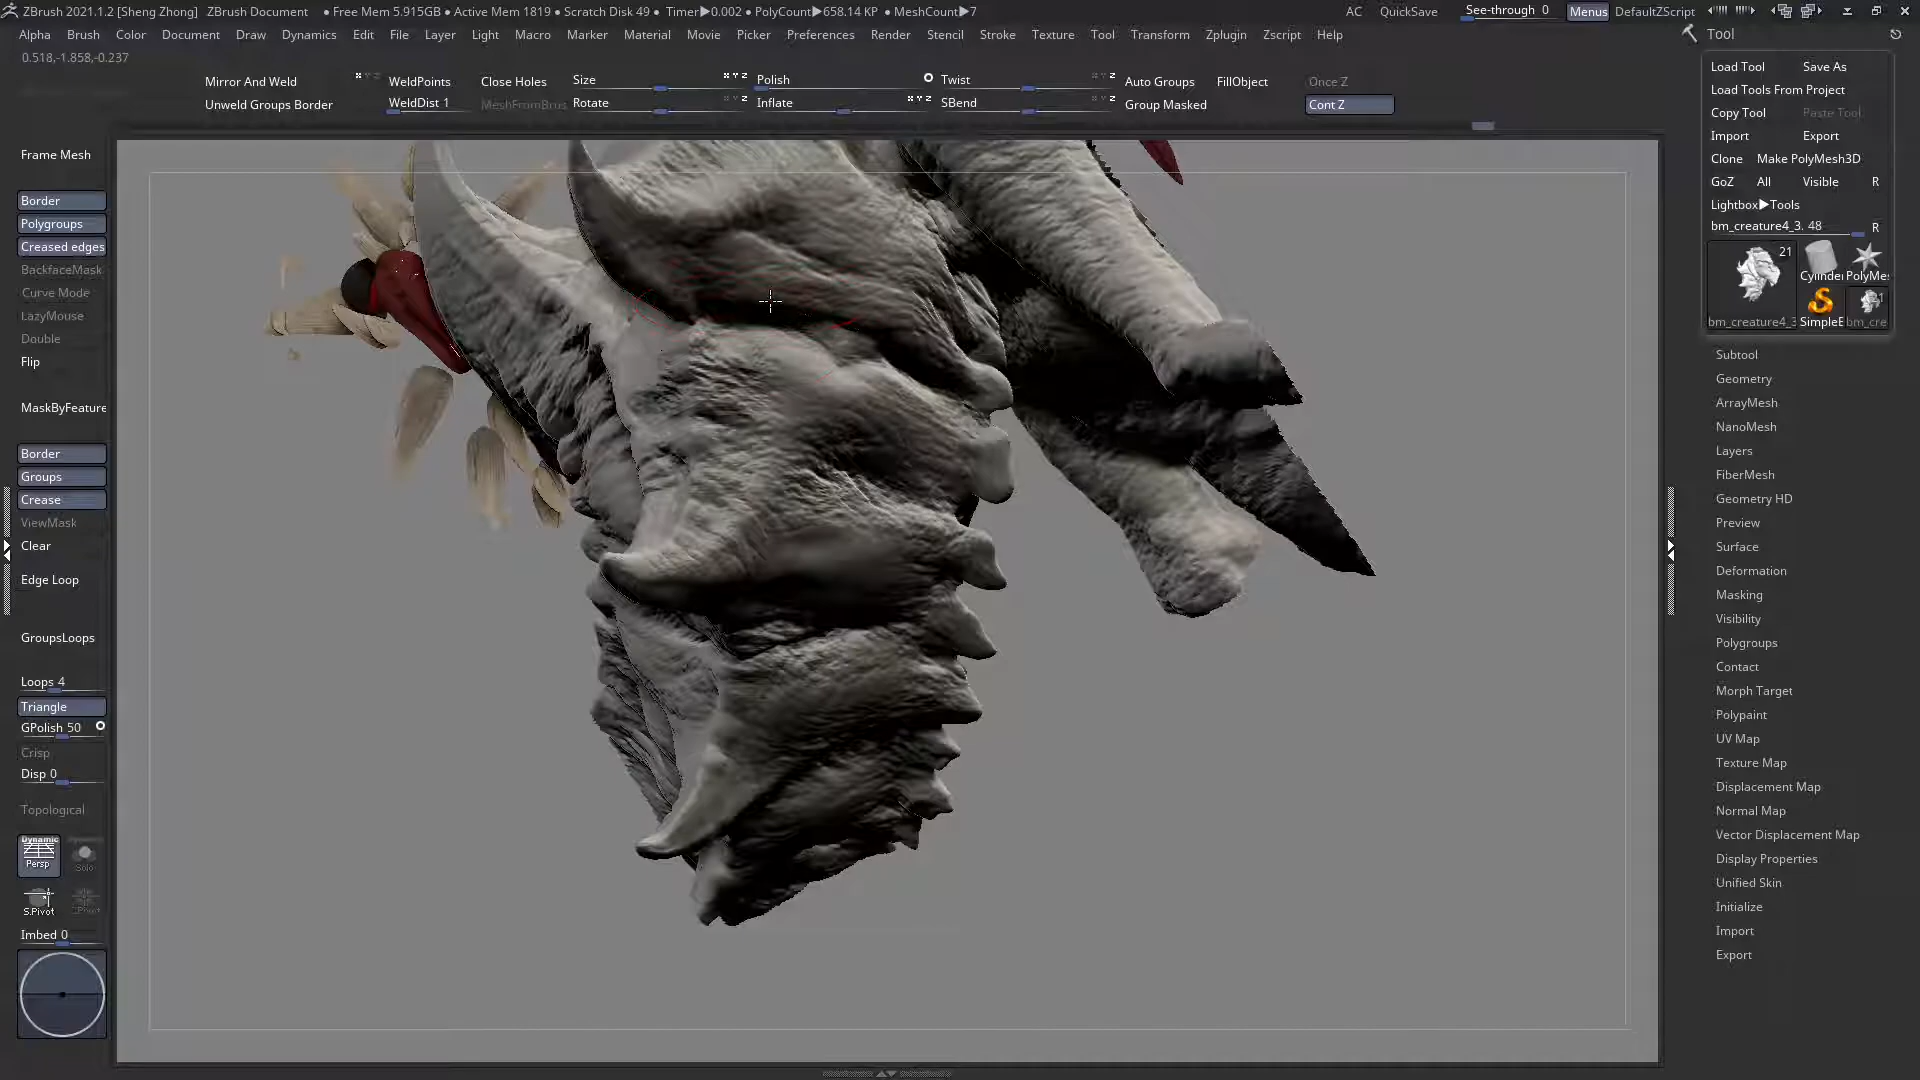 ZBrush 2021.1.2 [Sheng Zhong] ZBrush Document • Free Mem 5.915GB • Active Mem 1819 • Scratch Disk 49 • Timer▶0.002 • PolyCount▶658.14 KP • MeshCount▶7 AC QuickSave See-through 0 Menus DefaultZScript
Alpha Brush Color Document Draw Dynamics Edit File Layer Light Macro Marker Material Movie Picker Preferences Render Stencil Stroke Texture Tool Transform Zplugin Zscript Help
0.518,-1.858,-0.237
Mirror And Weld WeldPoints Close Holes Size Polish Twist Auto Groups FillObject Once Z
Unweld Groups Border WeldDist 1 MeshFromBrus Rotate Inflate SBend Group Masked Cont Z
Frame Mesh
Border
Polygroups
Creased edges
BackfaceMask
Curve Mode
LazyMouse
Double
Flip
MaskByFeature
Border
Groups
Crease
ViewMask
Clear
Edge Loop
GroupsLoops
Loops 4
Triangle
GPolish 50
Crisp
Disp 0
Topological
Dynamic
Persp
Solo
S.Pivot
Imbed 0
Tool
Load Tool Save As
Load Tools From Project
Copy Tool Paste Tool
Import Export
Clone Make PolyMesh3D
GoZ All Visible R
Lightbox▶Tools
bm_creature4_3. 48 R
21
Cylinder PolyMes
21
bm_creature4_3 SimpleB bm_cre
Subtool
Geometry
ArrayMesh
NanoMesh
Layers
FiberMesh
Geometry HD
Preview
Surface
Deformation
Masking
Visibility
Polygroups
Contact
Morph Target
Polypaint
UV Map
Texture Map
Displacement Map
Normal Map
Vector Displacement Map
Display Properties
Unified Skin
Initialize
Import
Export